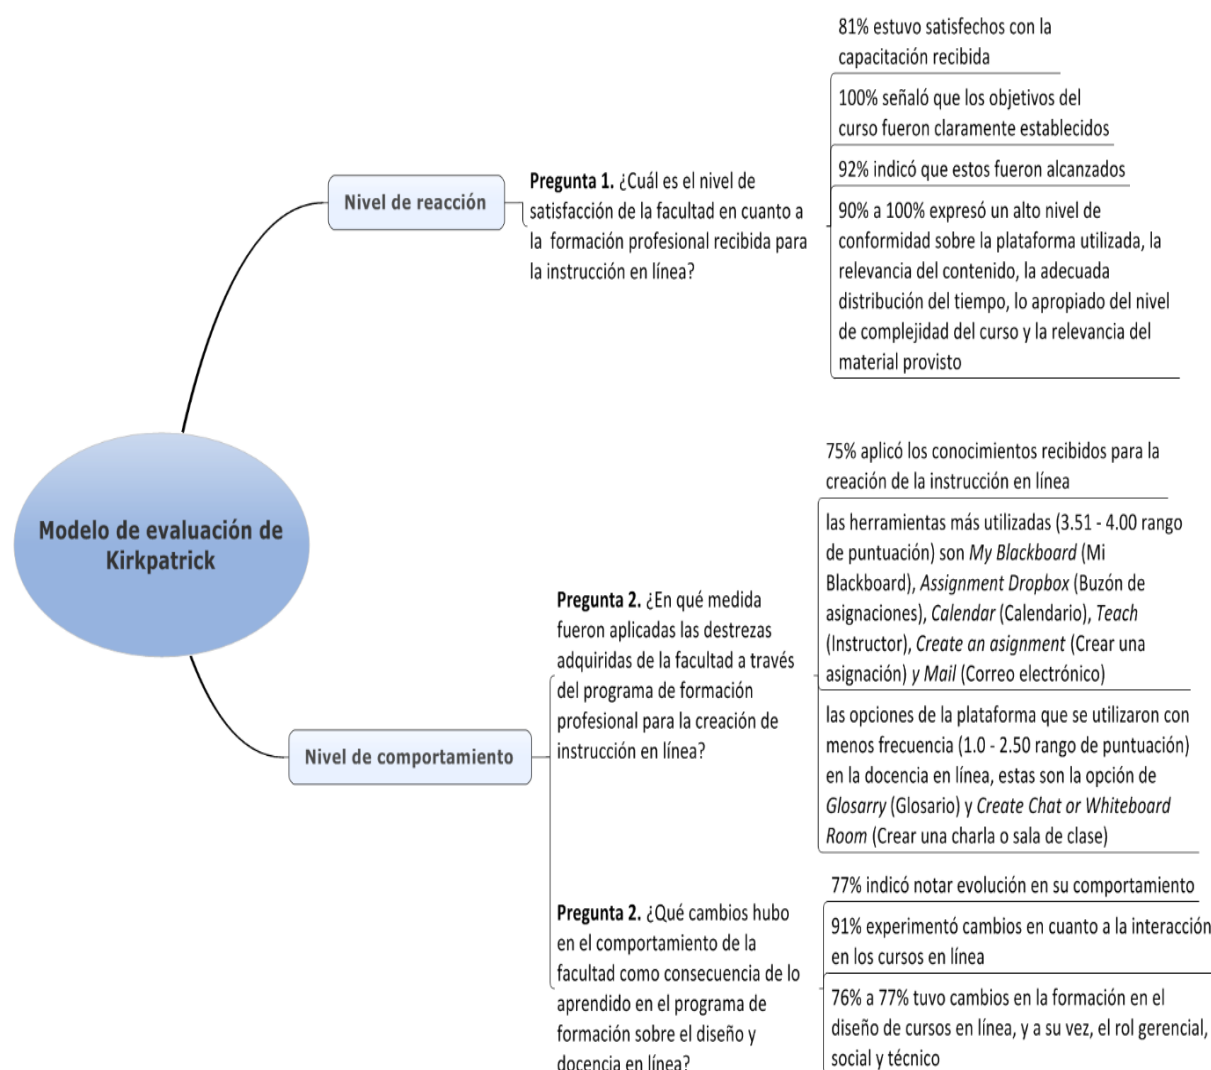 Modelo de evaluación de
Kirkpatrick
Nivel de reacción
Pregunta 1. ¿Cuál es el nivel de
satisfacción de la facultad en cuanto a
la formación profesional recibida para
la instrucción en línea?
81% estuvo satisfechos con la
capacitación recibida
100% señaló que los objetivos del
curso fueron claramente establecidos
92% indicó que estos fueron alcanzados
90% a 100% expresó un alto nivel de
conformidad sobre la plataforma utilizada, la
relevancia del contenido, la adecuada
distribución del tiempo, lo apropiado del nivel
de complejidad del curso y la relevancia del
material provisto
Nivel de comportamiento
Pregunta 2. ¿En qué medida
fueron aplicadas las destrezas
adquiridas de la facultad a través
del programa de formación
profesional para la creación de
instrucción en línea?
75% aplicó los conocimientos recibidos para la
creación de la instrucción en línea
las herramientas más utilizadas (3.51 - 4.00 rango
de puntuación) son My Blackboard (Mi
Blackboard), Assignment Dropbox (Buzón de
asignaciones), Calendar (Calendario), Teach
(Instructor), Create an asignment (Crear una
asignación) y Mail (Correo electrónico)
las opciones de la plataforma que se utilizaron con
menos frecuencia (1.0 - 2.50 rango de puntuación)
en la docencia en línea, estas son la opción de
Glosarry (Glosario) y Create Chat or Whiteboard
Room (Crear una charla o sala de clase)
Pregunta 2. ¿Qué cambios hubo
en el comportamiento de la
facultad como consecuencia de lo
aprendido en el programa de
formación sobre el diseño y
docencia en línea?
77% indicó notar evolución en su comportamiento
91% experimentó cambios en cuanto a la interacción
en los cursos en línea
76% a 77% tuvo cambios en la formación en el
diseño de cursos en línea, y a su vez, el rol gerencial,
social y técnico